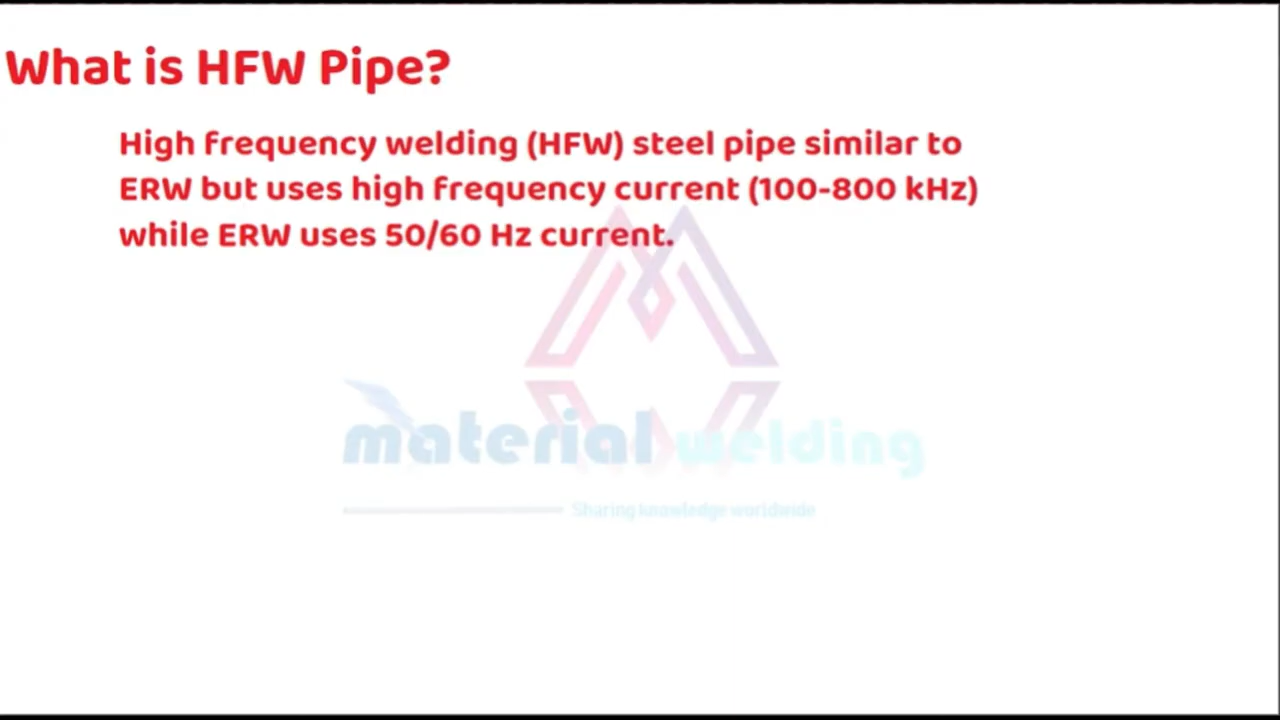 What is HFW Pipe?
High frequency welding (HFW) steel pipe similar to
ERW but uses high frequency current (100-800 kHz)
while ERW uses 50/60 Hz current.
material welding
Sharing knowledge worldwide